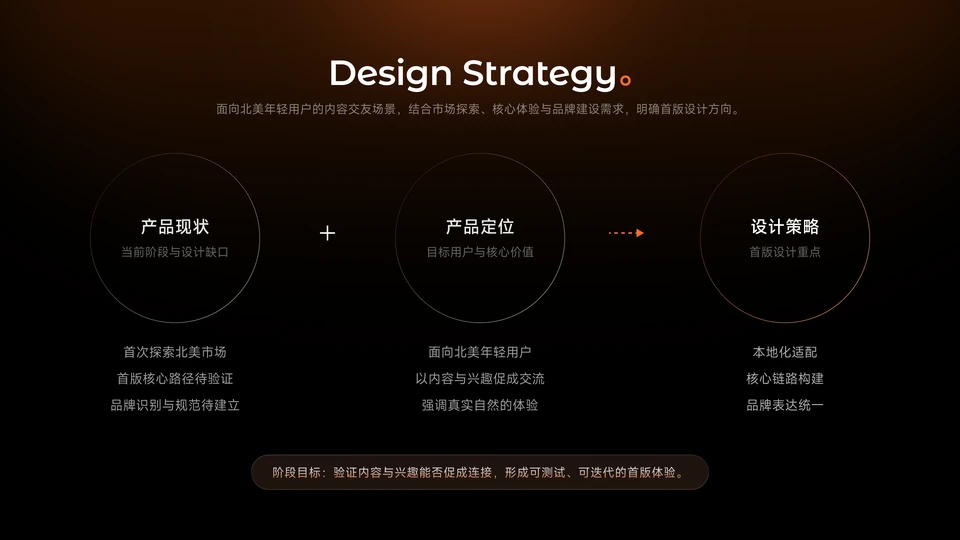 Design Strategy
面向北美年轻用户的内容交友场景，结合市场探索、核心体验与品牌建设需求，明确首版设计方向。
产品现状
当前阶段与设计缺口
+
产品定位
目标用户与核心价值
设计策略
首版设计重点
首次探索北美市场
首版核心路径待验证
品牌识别与规范待建立
面向北美年轻用户
以内容与兴趣促成交流
强调真实自然的体验
本地化适配
核心链路构建
品牌表达统一
阶段目标：验证内容与兴趣能否促成连接，形成可测试、可迭代的首版体验。